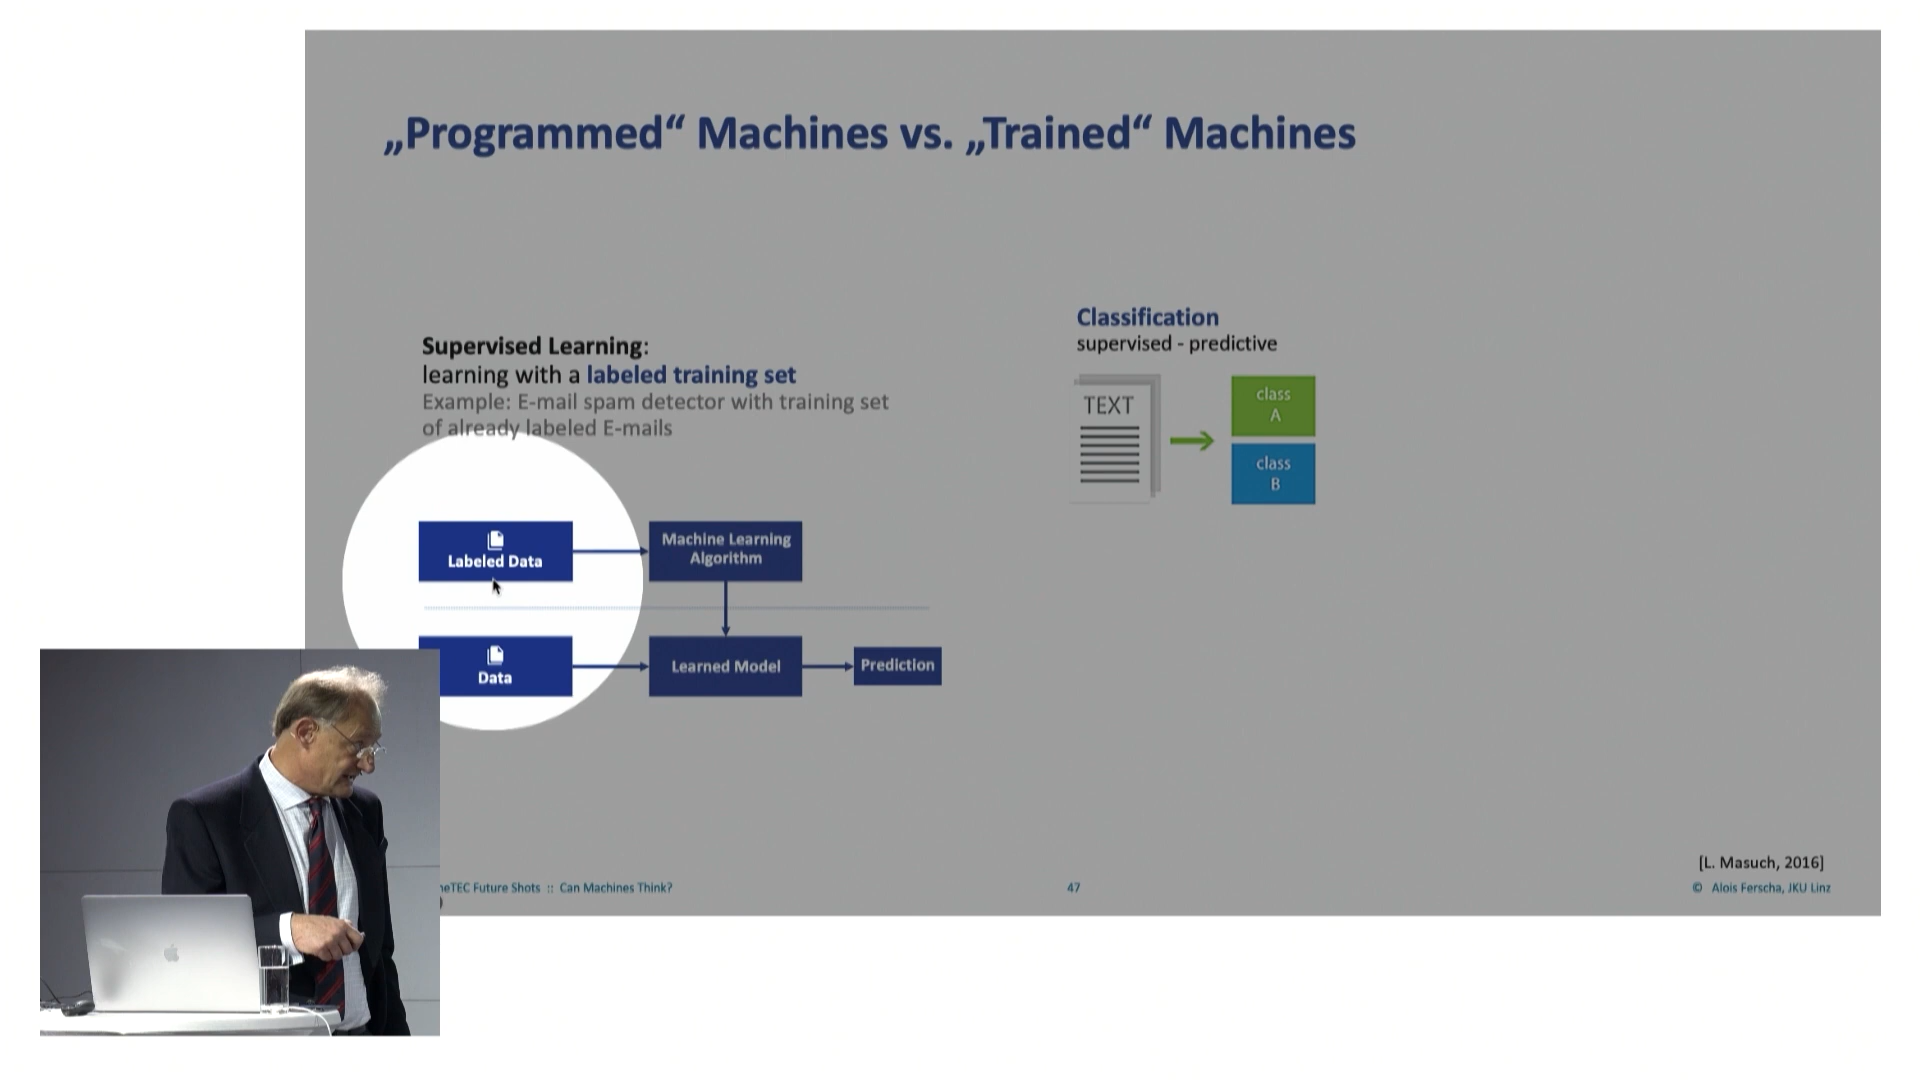 „Programmed“ Machines vs. „Trained“ Machines
Supervised Learning:
learning with a labeled training set
Example: E-mail spam detector with training set
of already labeled E-mails
Classification
supervised - predictive
TEXT
class
A
class
B
Labeled Data
Machine Learning
Algorithm
Data
Learned Model
Prediction
[L. Masuch, 2016]
Future Shots :: Can Machines Think?
47
© Alois Ferscha, JKU Linz